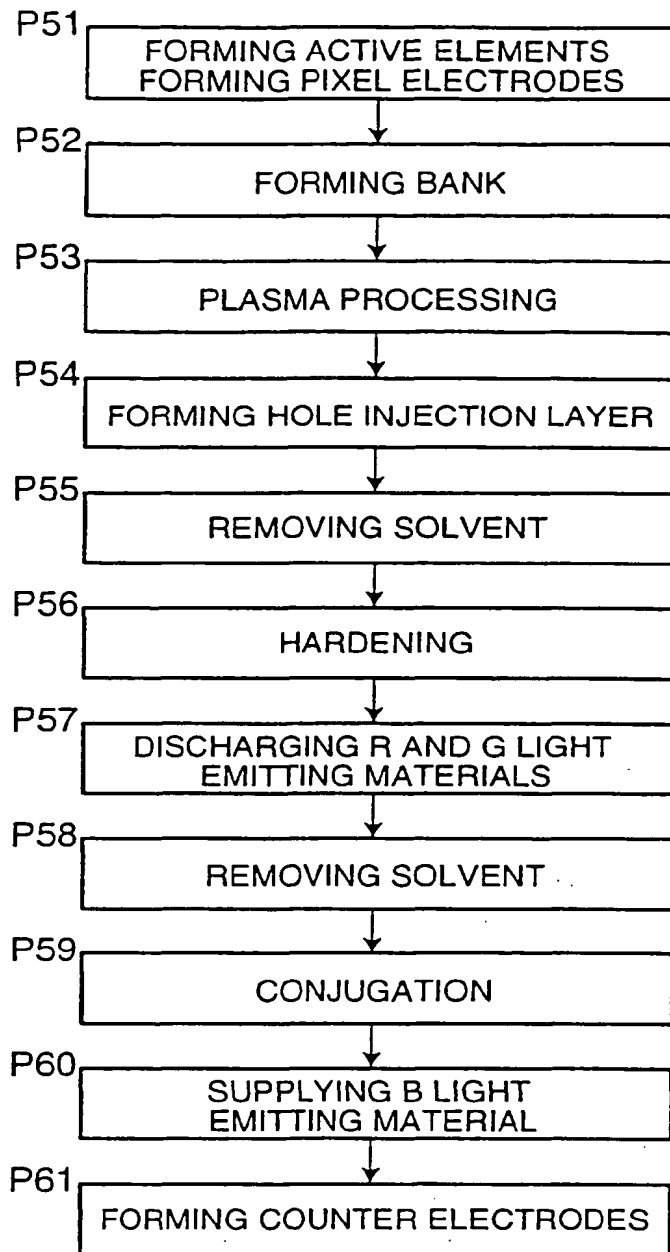 P51
FORMING ACTIVE ELEMENTS
FORMING PIXEL ELECTRODES
P52
FORMING BANK
P53
PLASMA PROCESSING
P54
FORMING HOLE INJECTION LAYER
P55
REMOVING SOLVENT
P56
HARDENING
P57
DISCHARGING R AND G LIGHT
EMITTING MATERIALS
P58
REMOVING SOLVENT
P59
CONJUGATION
P60
SUPPLYING B LIGHT
EMITTING MATERIAL
P61
FORMING COUNTER ELECTRODES